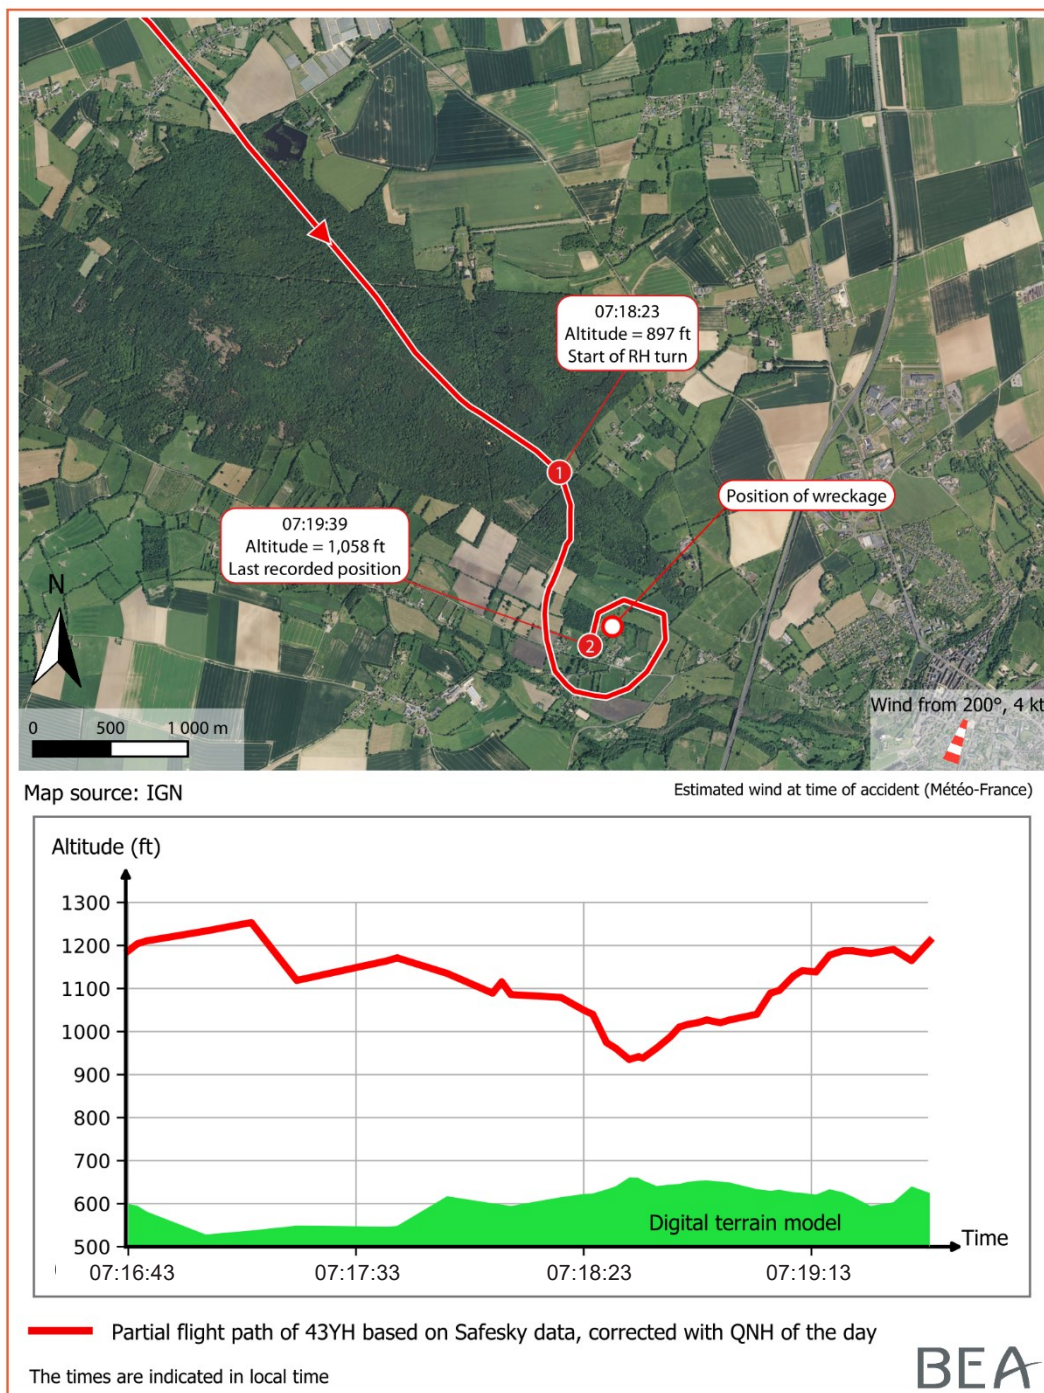 07:18:23
Altitude = 897 ft
Start of RH turn
1
Position of wreckage
07:19:39
Altitude = 1,058 ft
Last recorded position
N
2
0 500 1 000 m
Wind from 200°, 4 kt
Map source: IGN
Estimated wind at time of accident (Météo-France)
Altitude (ft)
1300
1200
1100
1000
900
800
700
600
500
Digital terrain model
Time
07:16:43 07:17:33 07:18:23 07:19:13
Partial flight path of 43YH based on Safesky data, corrected with QNH of the day
The times are indicated in local time
BEA